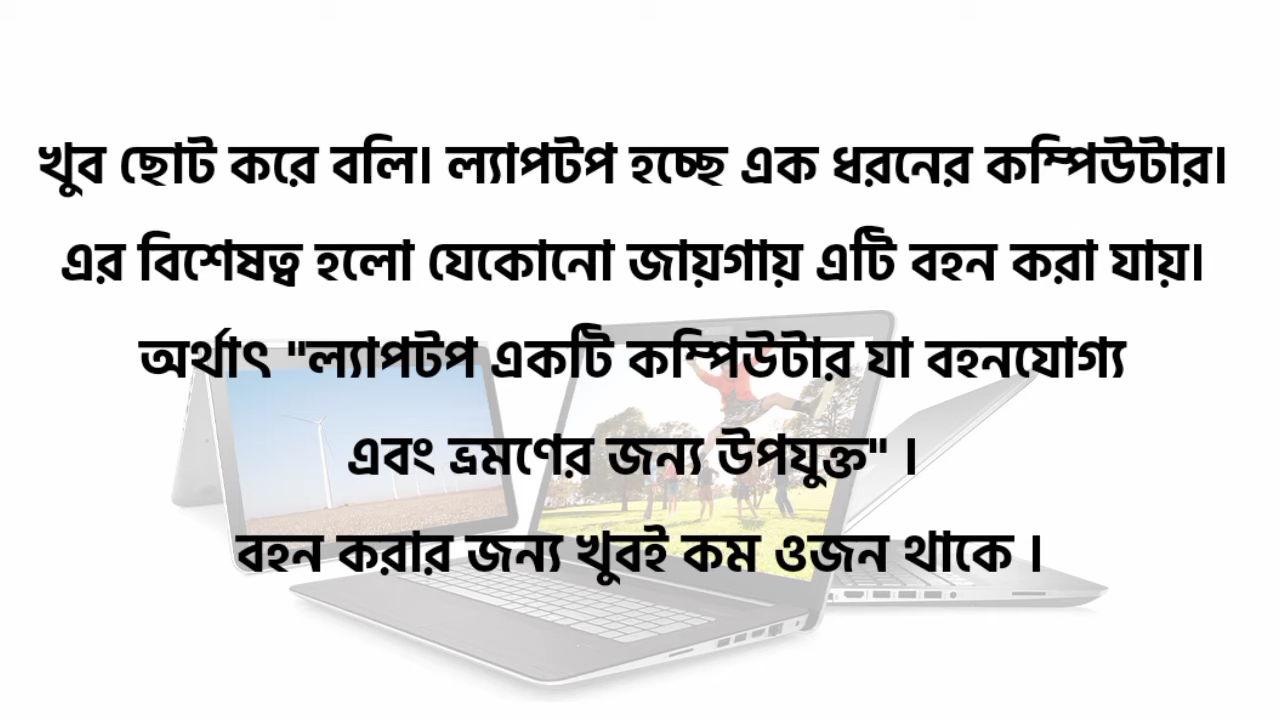 খুব ছোট করে বলি। ল্যাপটপ হচ্ছে এক ধরনের কম্পিউটার।
এর বিশেষত্ব হলো যেকোনো জায়গায় এটি বহন করা যায়।
অর্থাৎ "ল্যাপটপ একটি কম্পিউটার যা বহনযোগ্য
এবং ভ্রমণের জন্য উপযুক্ত" ।
বহন করার জন্য খুবই কম ওজন থাকে ।